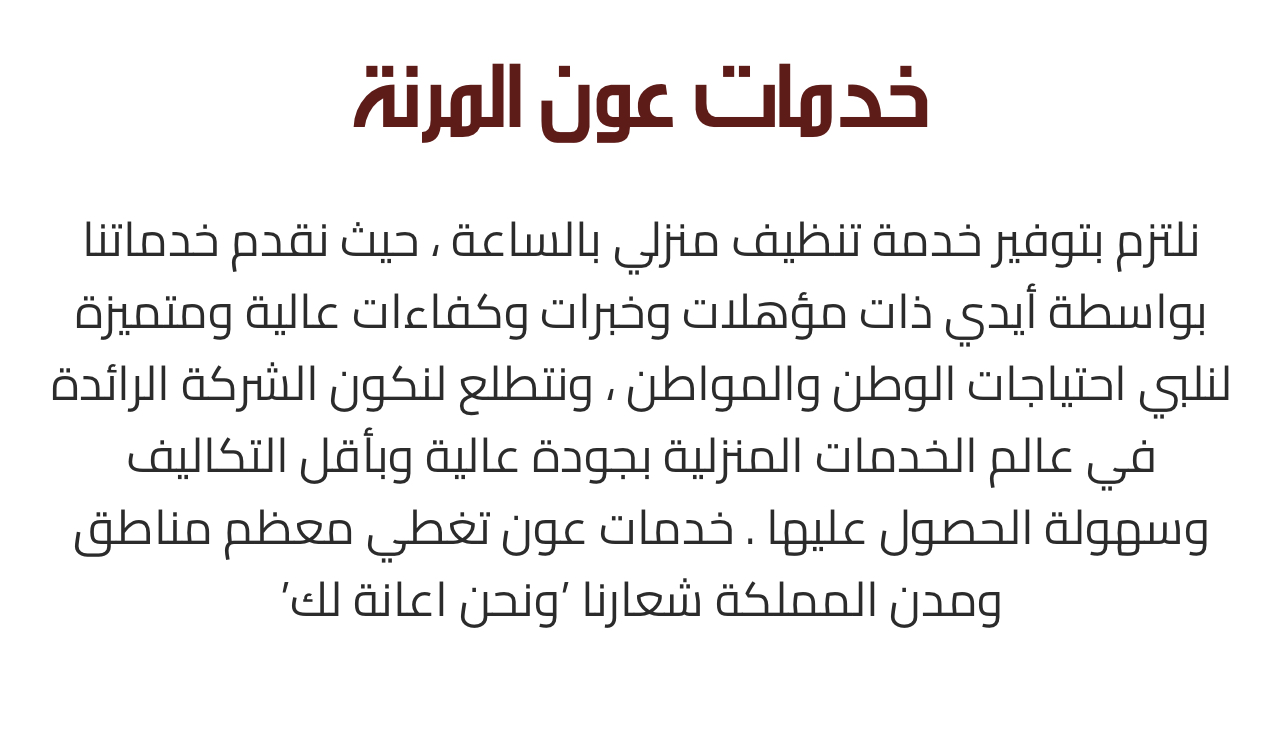 خدمات عون المرنة
نلتزم بتوفير خدمة تنظيف منزلي بالساعة ، حيث نقدم خدماتنا
بواسطة أيدي ذات مؤهلات وخبرات وكفاءات عالية ومتميزة
لنلبي احتياجات الوطن والمواطن ، ونتطلع لنكون الشركة الرائدة
في عالم الخدمات المنزلية بجودة عالية وبأقل التكاليف
وسهولة الحصول عليها . خدمات عون تغطي معظم مناطق
ومدن المملكة شعارنا ’ونحن اعانة لك’